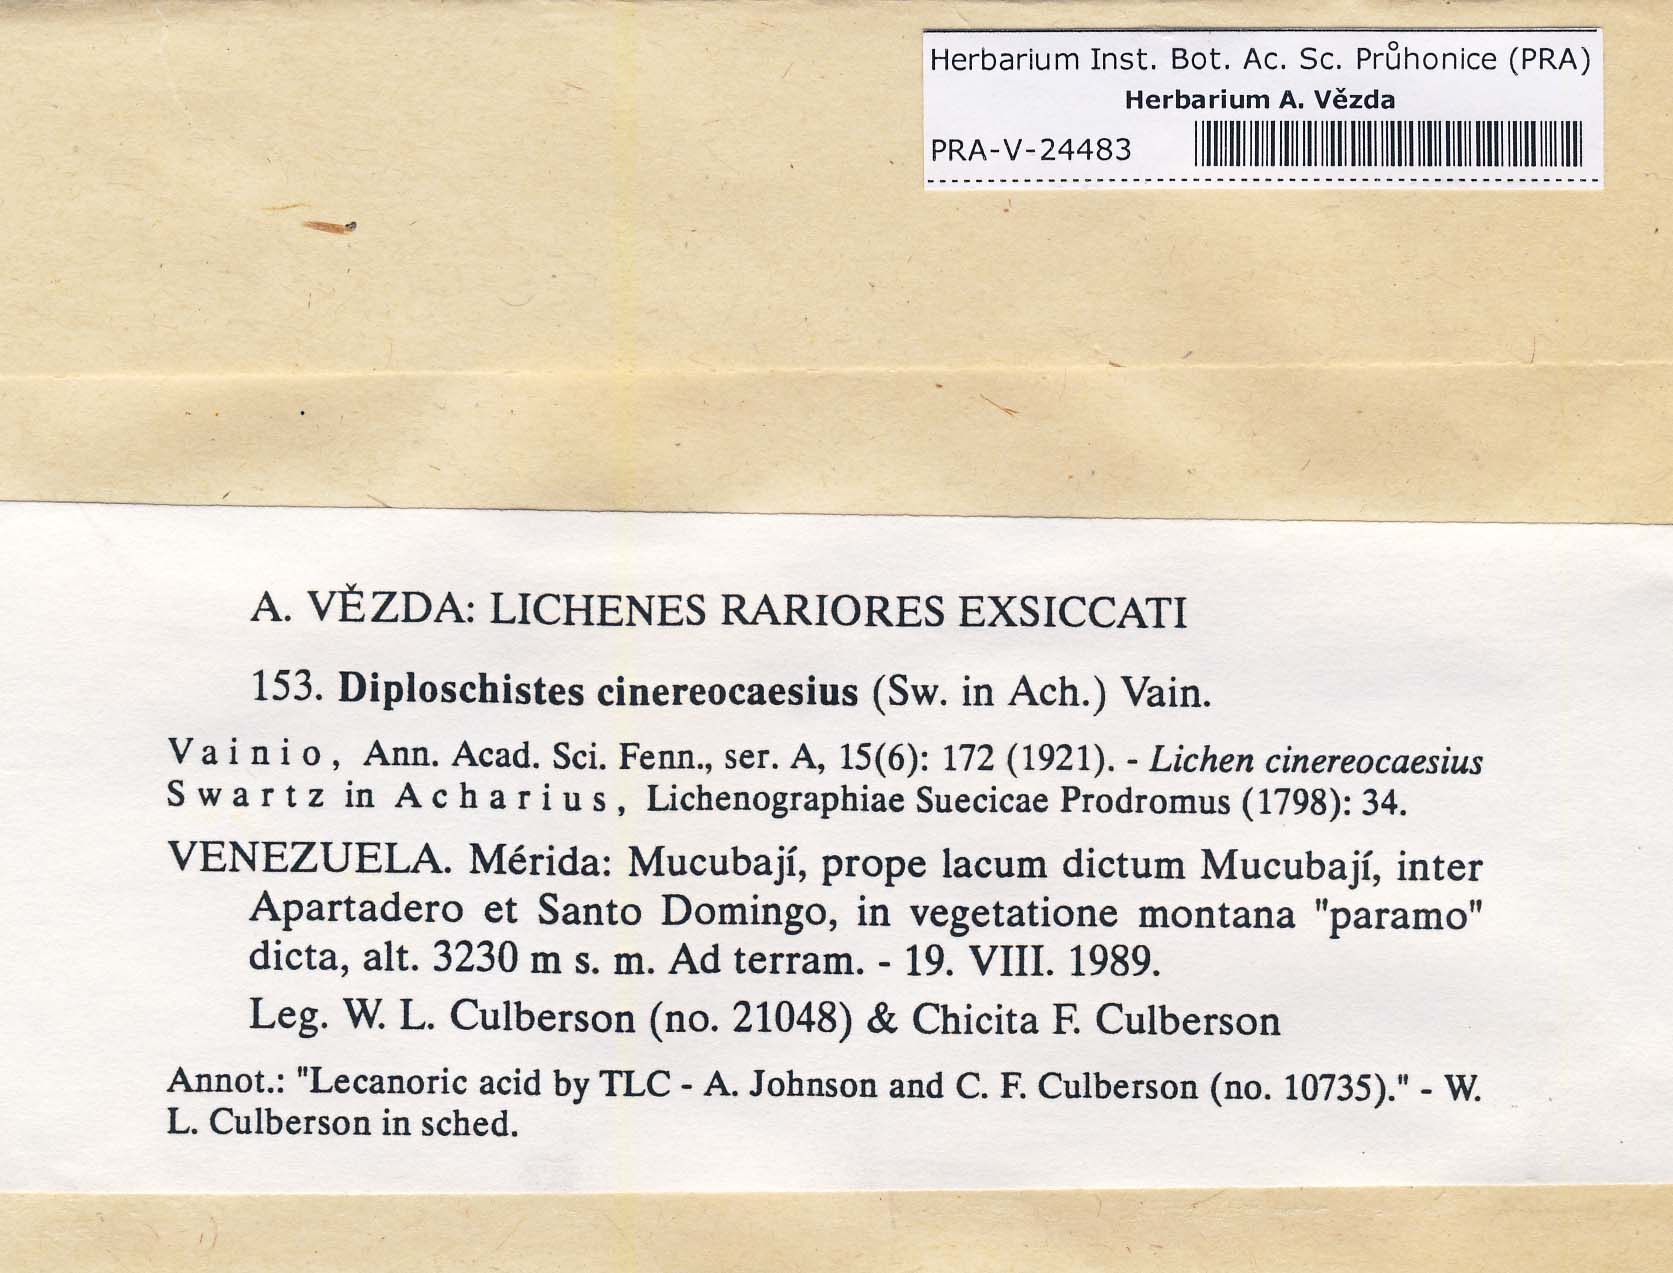 Herbarium Inst. Bot. Ac. Sc. Průhonice (PRA)
Herbarium A. Vězda
PRA-V-24483
A. VĚZDA: LICHENES RARIORES EXSICCATI
153. Diploschistes cinereocaesius (Sw. in Ach.) Vain.
Vainio, Ann. Acad. Sci. Fenn., ser. A, 15(6): 172 (1921). - Lichen cinereocaesius
Swartz in Acharius, Lichenographiae Suecicae Prodromus (1798): 34.
VENEZUELA. Mérida: Mucubají, prope lacum dictum Mucubají, inter
Apartadero et Santo Domingo, in vegetatione montana "paramo"
dicta, alt. 3230 m s. m. Ad terram. - 19. VIII. 1989.
Leg. W. L. Culberson (no. 21048) & Chicita F. Culberson
Annot.: "Lecanoric acid by TLC - A. Johnson and C. F. Culberson (no. 10735)." - W.
L. Culberson in sched.